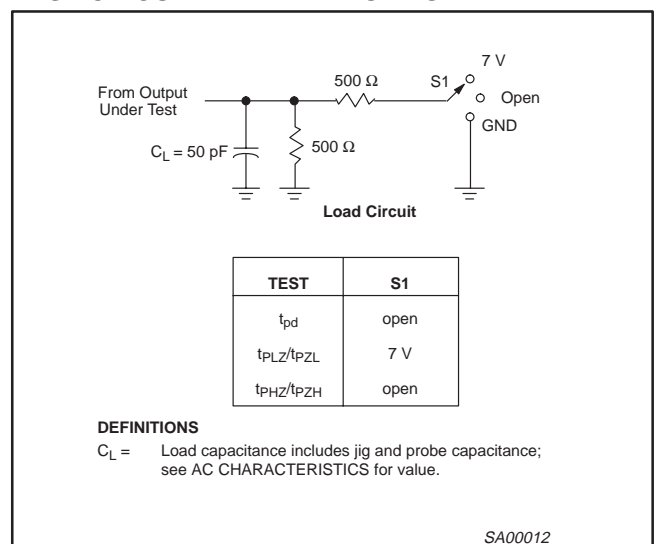 7 V
500 Ω
S1
From Output
Under Test
Open
GND
C_L = 50 pF
500 Ω
Load Circuit
TEST S1
t_pd open
t_PLZ/t_PZL 7 V
t_PHZ/t_PZH open
DEFINITIONS
C_L = Load capacitance includes jig and probe capacitance;
see AC CHARACTERISTICS for value.
SA00012